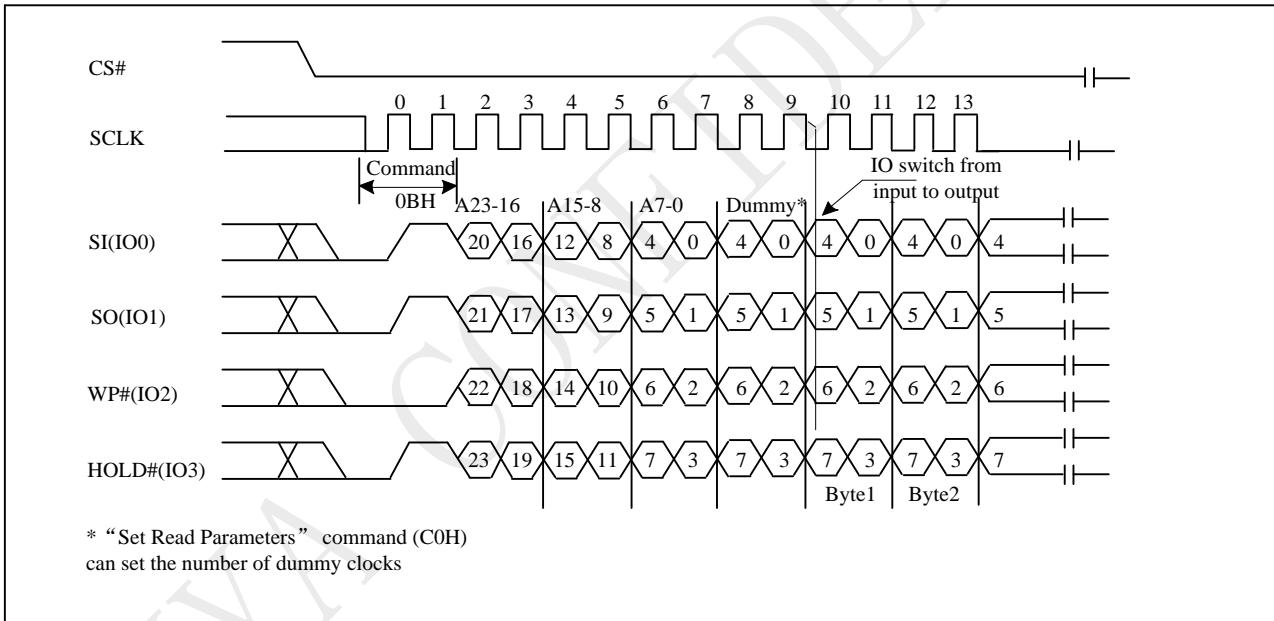 CS#
0 1 2 3 4 5 6 7 8 9 10 11 12 13
SCLK
Command
IO switch from
input to output
0BH
A23-16 A15-8 A7-0 Dummy*
SI(IO0) 20 16 12 8 4 0 4 0 4 0 4 0 4
SO(IO1) 21 17 13 9 5 1 5 1 5 1 5 1 5
WP#(IO2) 22 18 14 10 6 2 6 2 6 2 6 2 6
HOLD#(IO3) 23 19 15 11 7 3 7 3 7 3 7 3 7
Byte1 Byte2
* “Set Read Parameters” command (C0H)
can set the number of dummy clocks